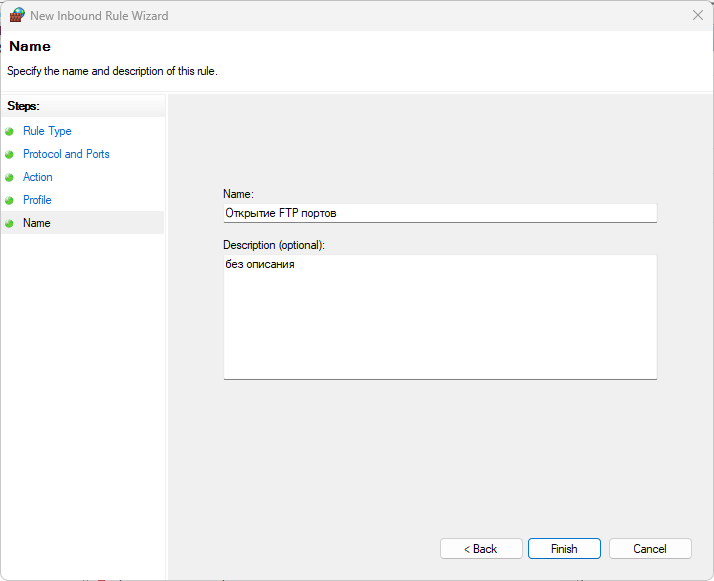 New Inbound Rule Wizard
Name
Specify the name and description of this rule.
Steps:
Rule Type
Protocol and Ports
Action
Profile
Name
Name:
Открытие FTP портов
Description (optional):
без описания
< Back
Finish
Cancel